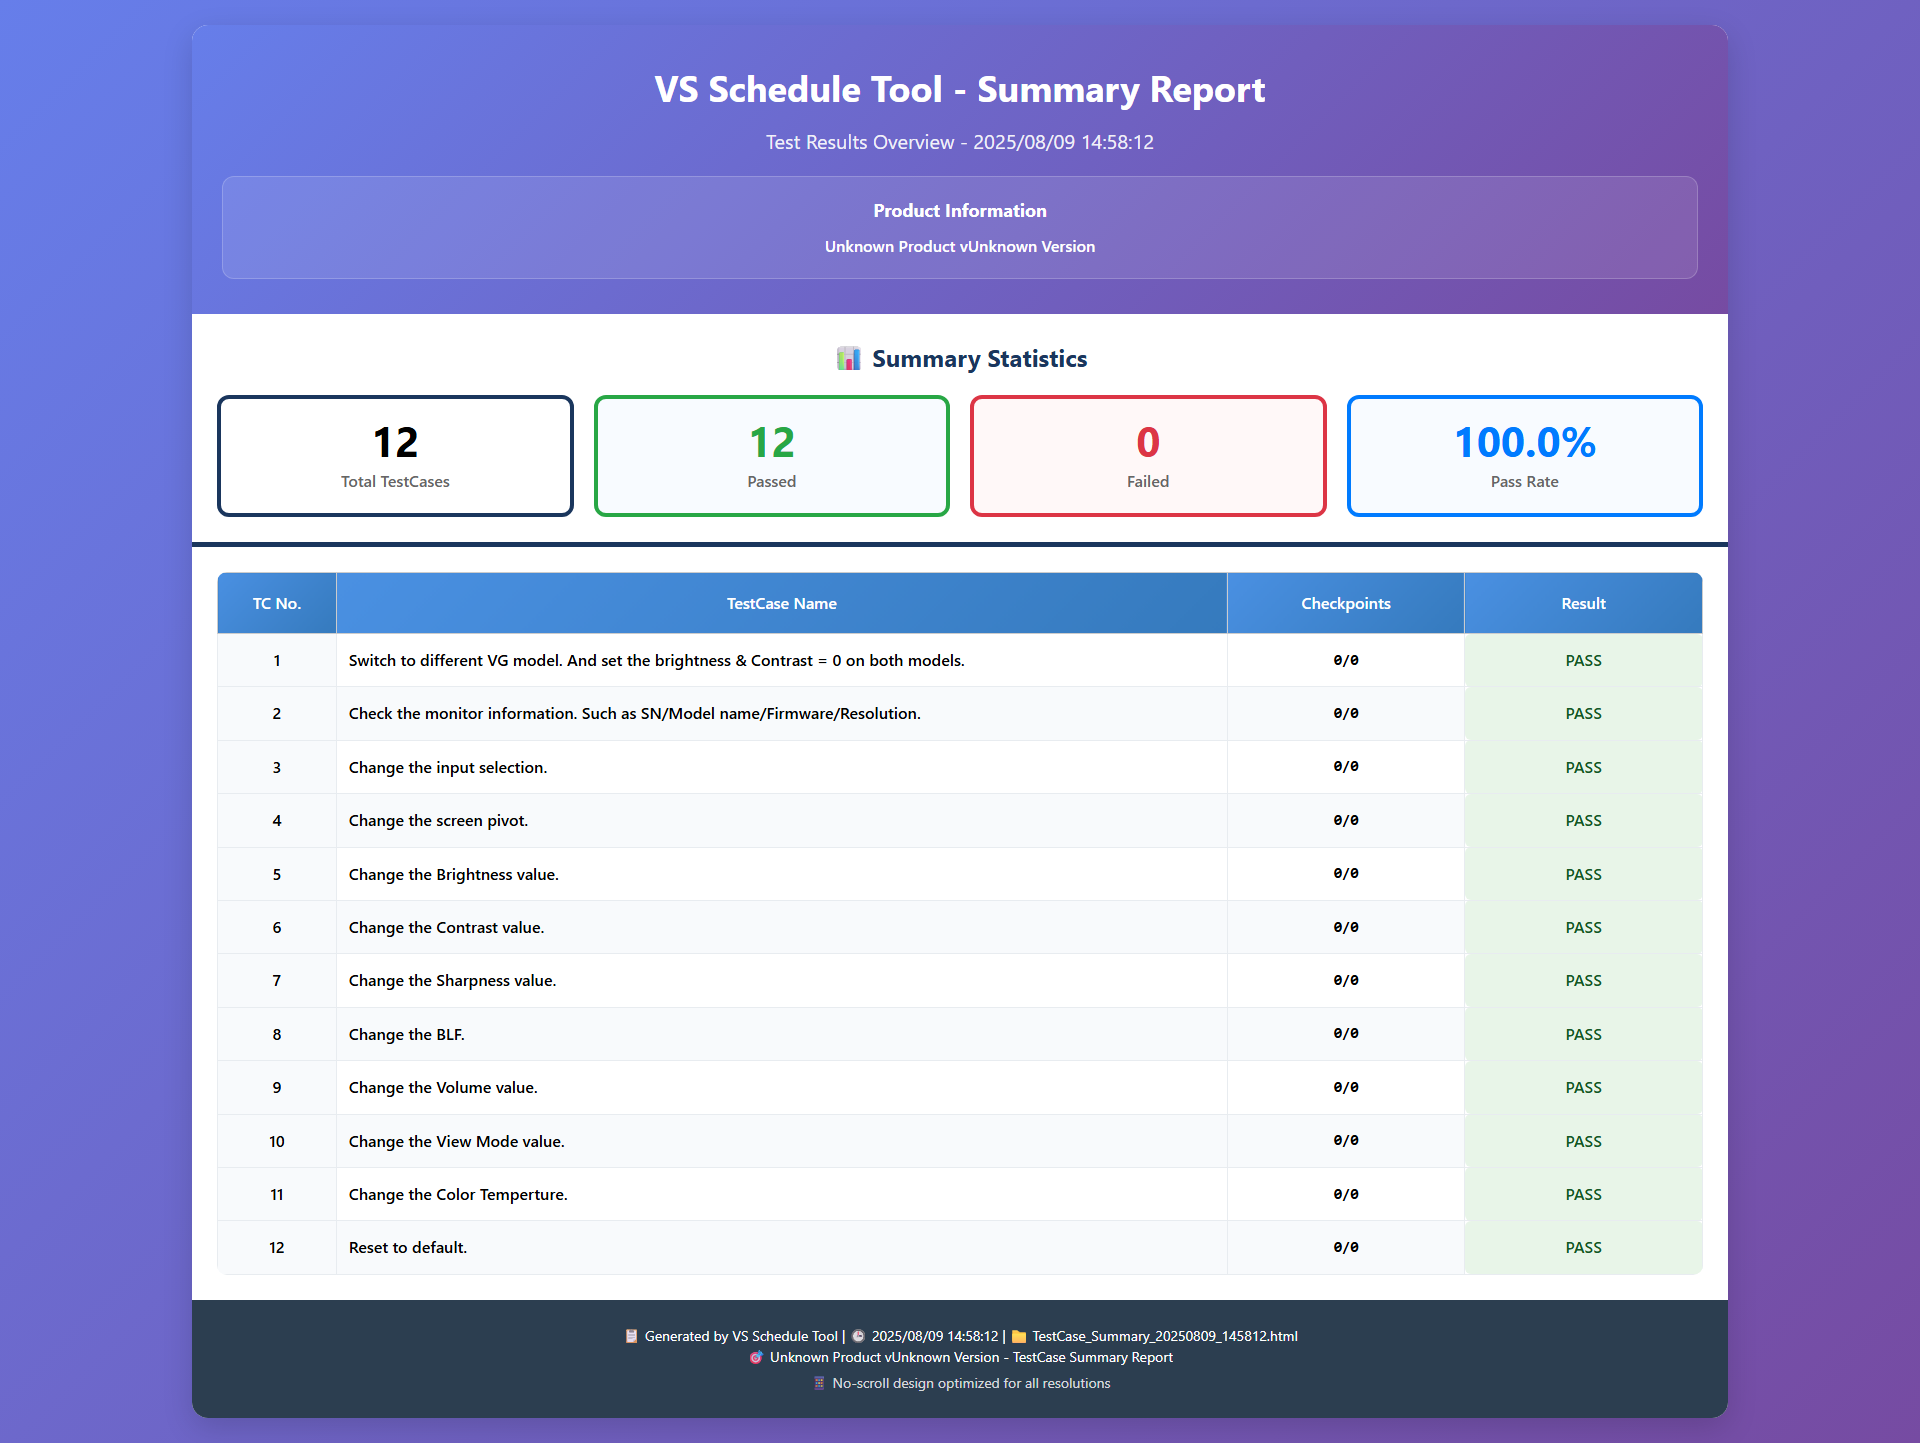 VS Schedule Tool - Summary Report
Test Results Overview - 2025/08/09 14:58:12
Product Information
Unknown Product vUnknown Version
Summary Statistics
12
Total TestCases
12
Passed
0
Failed
100.0%
Pass Rate
TC No. TestCase Name Checkpoints Result
1 Switch to different VG model. And set the brightness & Contrast = 0 on both models. 0/0 PASS
2 Check the monitor information. Such as SN/Model name/Firmware/Resolution. 0/0 PASS
3 Change the input selection. 0/0 PASS
4 Change the screen pivot. 0/0 PASS
5 Change the Brightness value. 0/0 PASS
6 Change the Contrast value. 0/0 PASS
7 Change the Sharpness value. 0/0 PASS
8 Change the BLF. 0/0 PASS
9 Change the Volume value. 0/0 PASS
10 Change the View Mode value. 0/0 PASS
11 Change the Color Temperture. 0/0 PASS
12 Reset to default. 0/0 PASS
Generated by VS Schedule Tool | 2025/08/09 14:58:12 | TestCase_Summary_20250809_145812.html
Unknown Product vUnknown Version - TestCase Summary Report
No-scroll design optimized for all resolutions